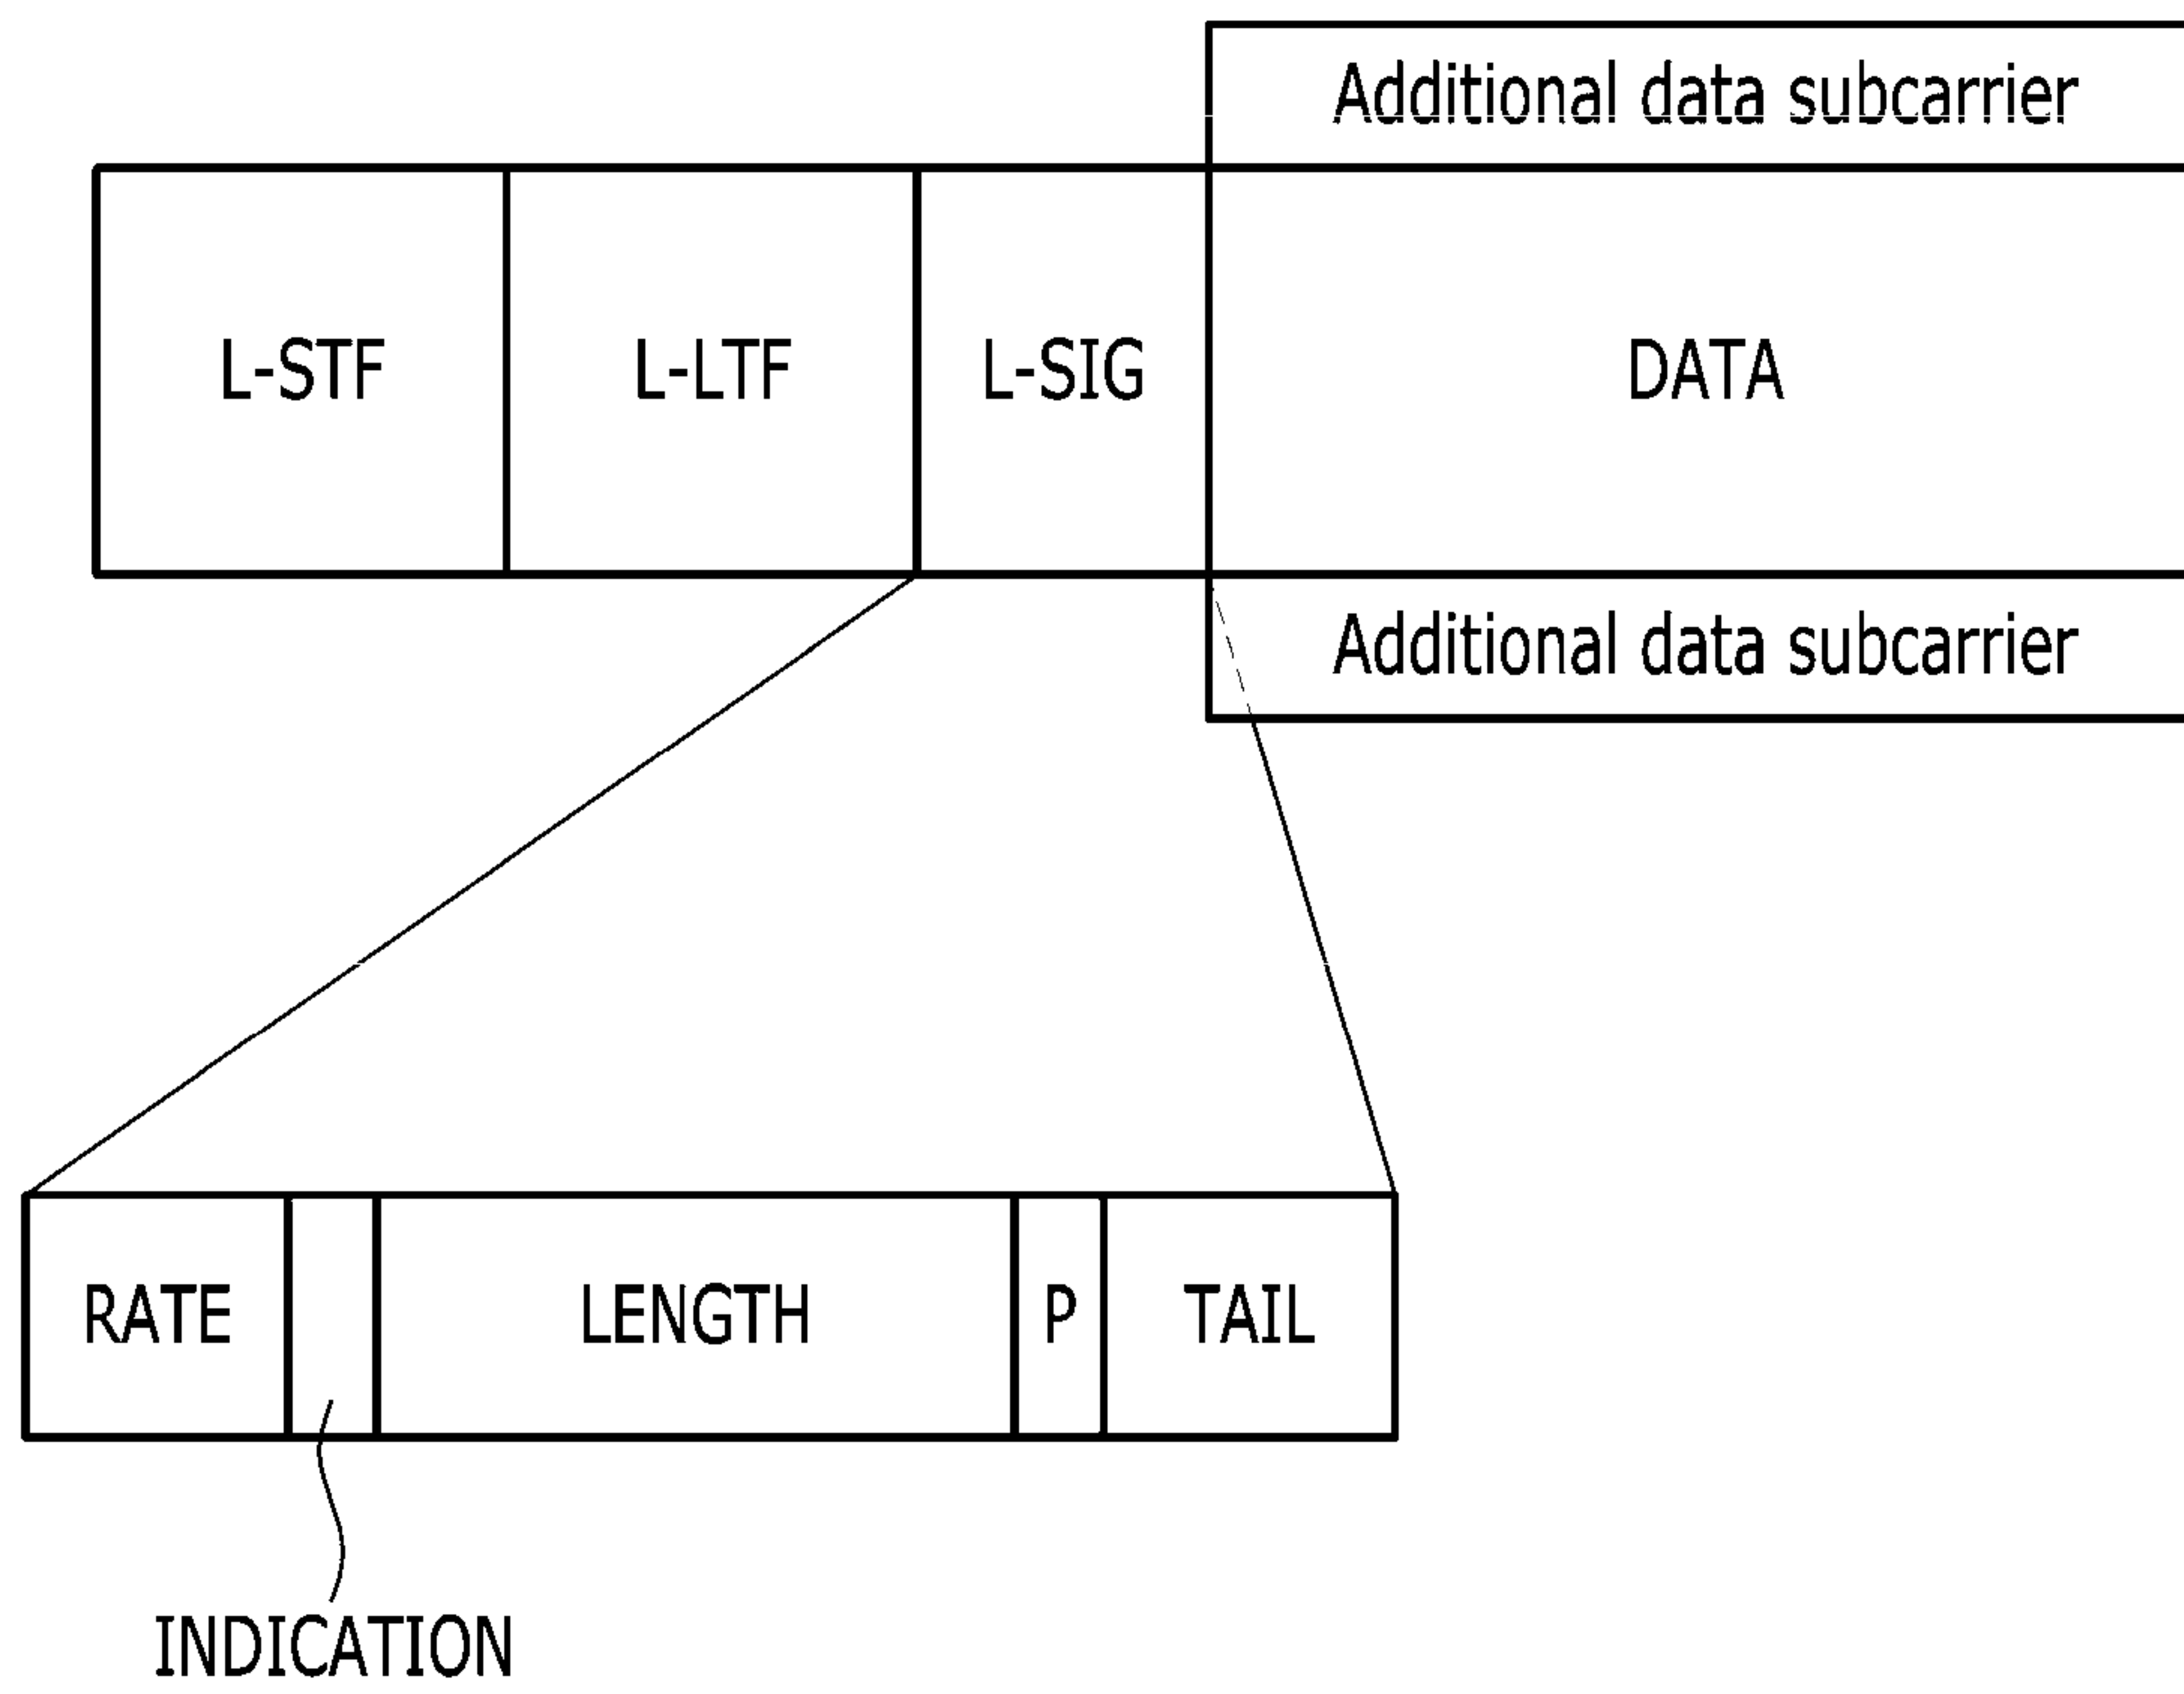 Additional data subcarrier
L-STF L-LTF L-SIG DATA
Additional data subcarrier
RATE LENGTH P TAIL
INDICATION